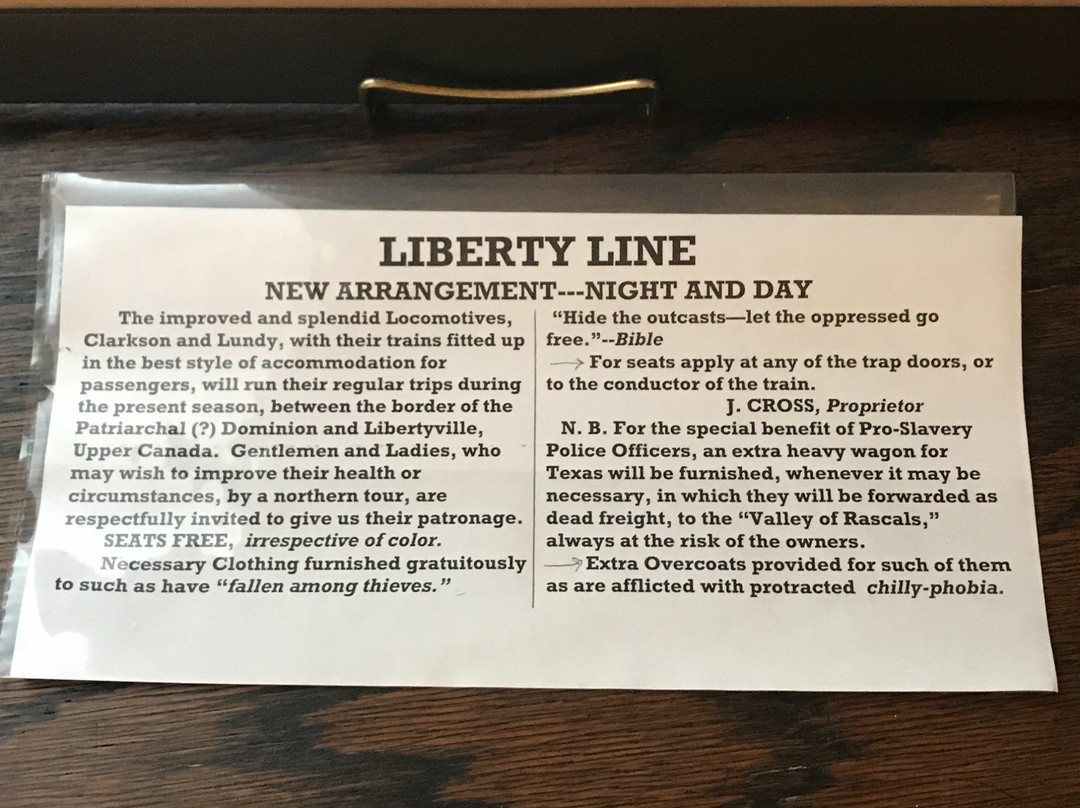 LIBERTY LINE
NEW ARRANGEMENT---NIGHT AND DAY
The improved and splendid Locomotives,
Clarkson and Lundy, with their trains fitted up
in the best style of accommodation for
passengers, will run their regular trips during
the present season, between the border of the
Patriarchal (?) Dominion and Libertyville,
Upper Canada. Gentlemen and Ladies, who
may wish to improve their health or
circumstances, by a northern tour, are
respectfully invited to give us their patronage.
SEATS FREE, irrespective of color.
Necessary Clothing furnished gratuitously
to such as have “fallen among thieves.”
“Hide the outcasts—let the oppressed go
free.”--Bible
→ For seats apply at any of the trap doors, or
to the conductor of the train.
J. CROSS, Proprietor
N. B. For the special benefit of Pro-Slavery
Police Officers, an extra heavy wagon for
Texas will be furnished, whenever it may be
necessary, in which they will be forwarded as
dead freight, to the “Valley of Rascals,”
always at the risk of the owners.
→ Extra Overcoats provided for such of them
as are afflicted with protracted chilly-phobia.